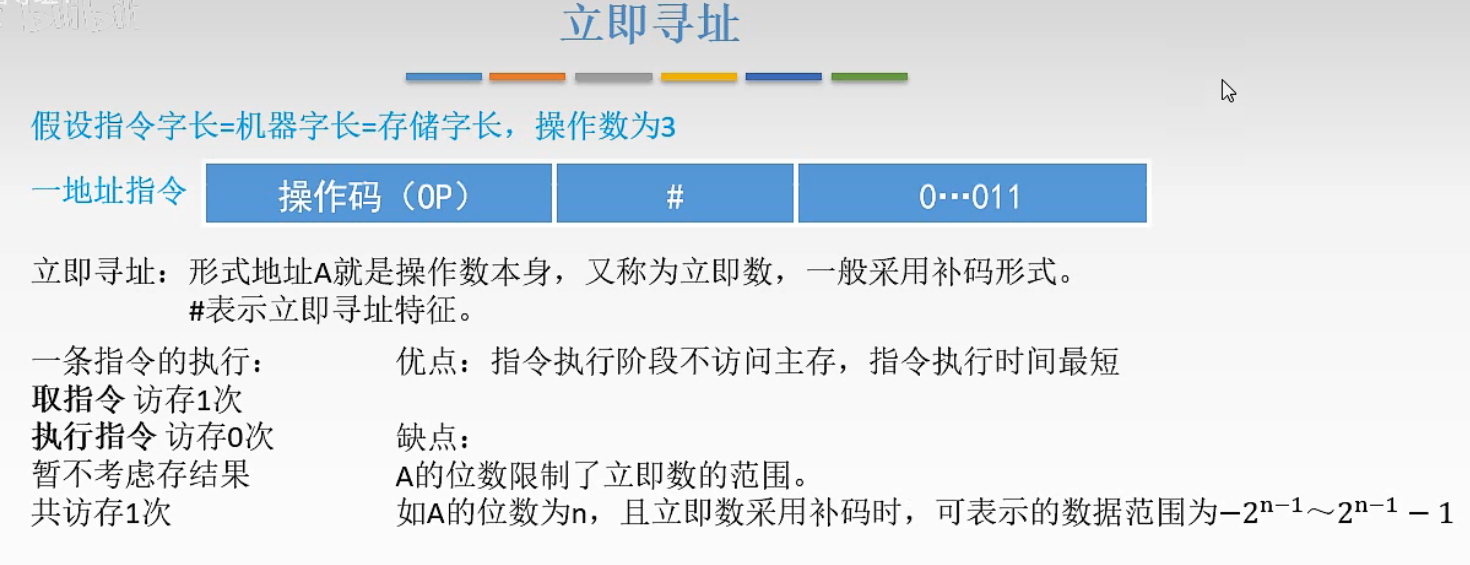 立即寻址
假设指令字长=机器字长=存储字长，操作数为3
一地址指令 操作码（OP） # 0…011
立即寻址：形式地址A就是操作数本身，又称为立即数，一般采用补码形式。
#表示立即寻址特征。
一条指令的执行：
取指令 访存1次
执行指令 访存0次
暂不考虑存结果
共访存1次
优点：指令执行阶段不访问主存，指令执行时间最短
缺点：
A的位数限制了立即数的范围。
如A的位数为n，且立即数采用补码时，可表示的数据范围为−2ⁿ⁻¹～2ⁿ⁻¹ − 1